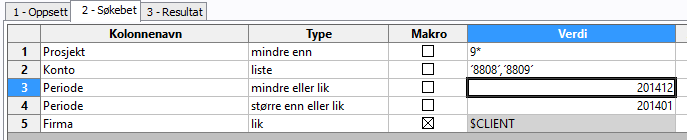 1 - Oppsett 2 - Søkebet 3 - Resultat
Kolonnenavn Type Makro Verdi
1 Prosjekt mindre enn 9*
2 Konto liste ´8808´,´8809´
3 Periode mindre eller lik 201412
4 Periode større enn eller lik 201401
5 Firma lik $CLIENT